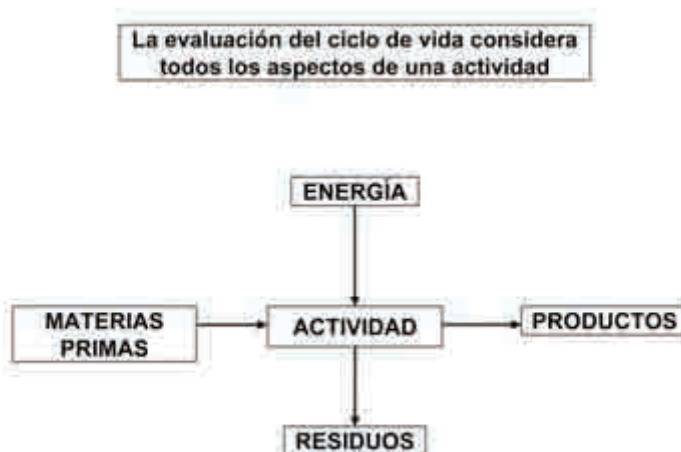 La evaluación del ciclo de vida considera
todos los aspectos de una actividad
ENERGÍA
MATERIAS
PRIMAS
ACTIVIDAD
PRODUCTOS
RESIDUOS